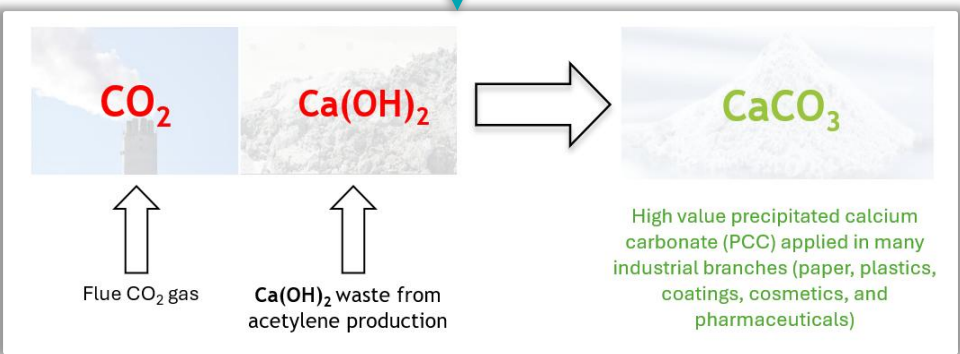 CO₂
Ca(OH)₂
CaCO₃
Flue CO₂ gas
Ca(OH)₂ waste from
acetylene production
High value precipitated calcium
carbonate (PCC) applied in many
industrial branches (paper, plastics,
coatings, cosmetics, and
pharmaceuticals)